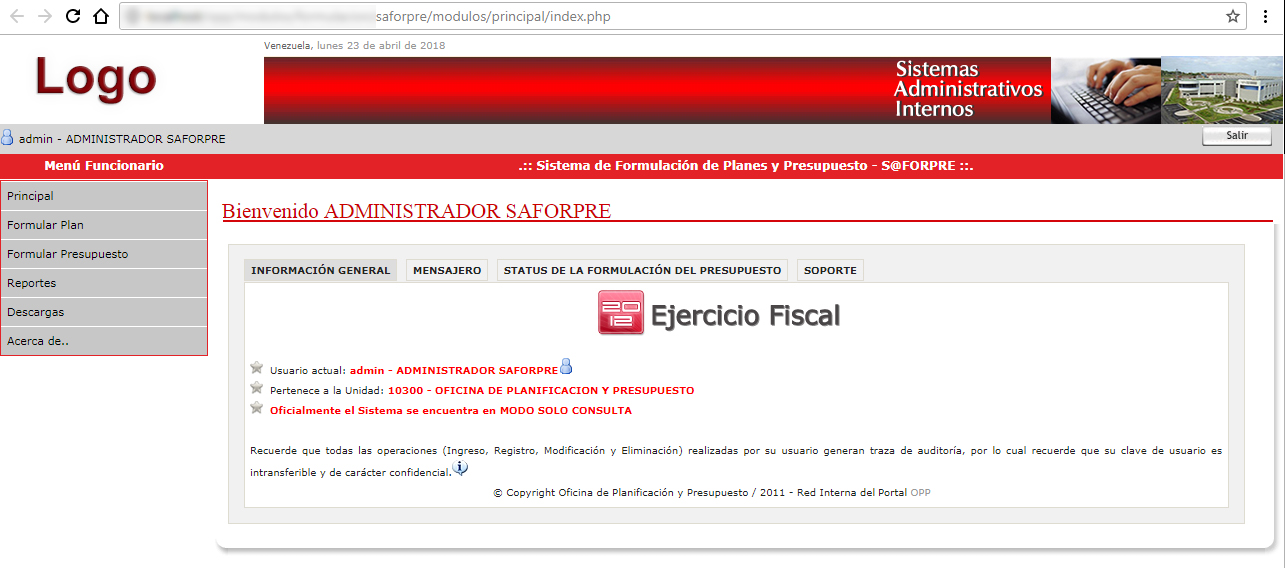 saforpre/modulos/principal/index.php
Venezuela, lunes 23 de abril de 2018
Logo
Sistemas
Administrativos
Internos
admin - ADMINISTRADOR SAFORPRE
Salir
Menú Funcionario
.:: Sistema de Formulación de Planes y Presupuesto - S@FORPRE ::.
Principal
Formular Plan
Formular Presupuesto
Reportes
Descargas
Acerca de..
Bienvenido ADMINISTRADOR SAFORPRE
INFORMACIÓN GENERAL MENSAJERO STATUS DE LA FORMULACIÓN DEL PRESUPUESTO SOPORTE
2012 Ejercicio Fiscal
Usuario actual: admin - ADMINISTRADOR SAFORPRE
Pertenece a la Unidad: 10300 - OFICINA DE PLANIFICACION Y PRESUPUESTO
Oficialmente el Sistema se encuentra en MODO SOLO CONSULTA
Recuerde que todas las operaciones (Ingreso, Registro, Modificación y Eliminación) realizadas por su usuario generan traza de auditoría, por lo cual recuerde que su clave de usuario es
intransferible y de carácter confidencial.
© Copyright Oficina de Planificación y Presupuesto / 2011 - Red Interna del Portal OPP